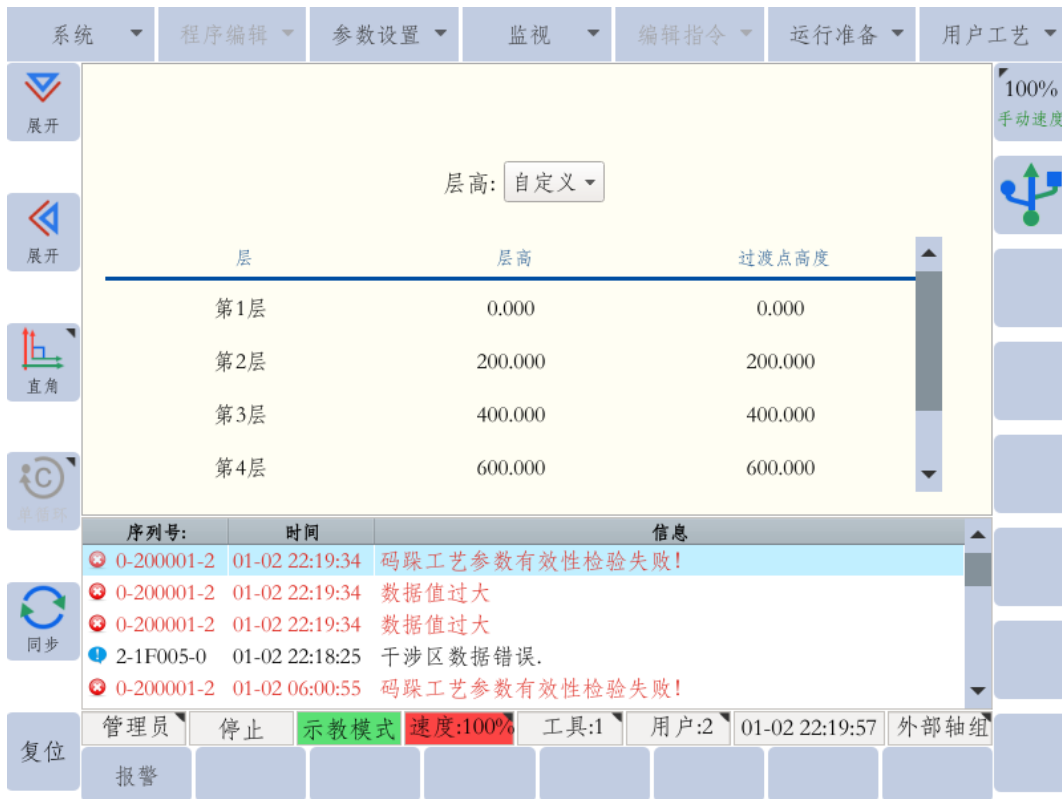 系统 程序编辑 参数设置 监视 编辑指令 运行准备 用户工艺
展开
100%
手动速度
层高: 自定义
展开
层 层高 过渡点高度
第1层 0.000 0.000
第2层 200.000 200.000
直角
第3层 400.000 400.000
第4层 600.000 600.000
单循环
序列号: 时间 信息
0-200001-2 01-02 22:19:34 码跺工艺参数有效性检验失败!
0-200001-2 01-02 22:19:34 数据值过大
0-200001-2 01-02 22:19:34 数据值过大
同步
2-1F005-0 01-02 22:18:25 干涉区数据错误.
0-200001-2 01-02 06:00:55 码跺工艺参数有效性检验失败!
管理员 停止 示教模式 速度:100% 工具:1 用户:2 01-02 22:19:57 外部轴组
复位
报警